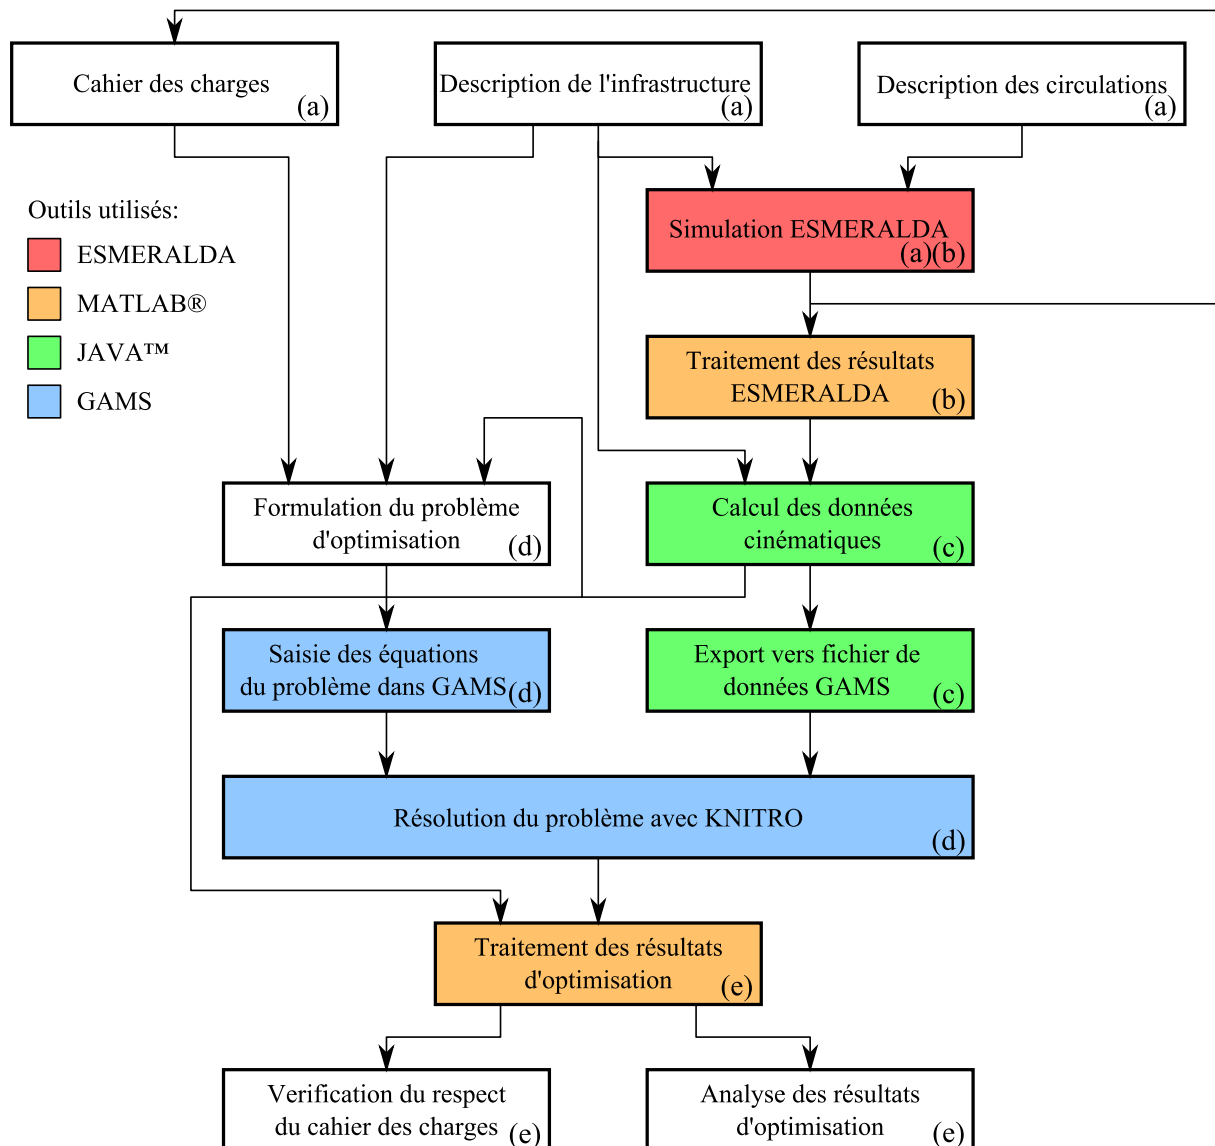 Cahier des charges
(a)
Description de l'infrastructure
(a)
Description des circulations
(a)
Outils utilisés:
ESMERALDA
MATLAB®
JAVA™
GAMS
Simulation ESMERALDA
(a)(b)
Traitement des résultats
ESMERALDA
(b)
Formulation du problème
d'optimisation
(d)
Calcul des données
cinématiques
(c)
Saisie des équations
du problème dans GAMS
(d)
Export vers fichier de
données GAMS
(c)
Résolution du problème avec KNITRO
(d)
Traitement des résultats
d'optimisation
(e)
Verification du respect
du cahier des charges
(e)
Analyse des résultats
d'optimisation
(e)